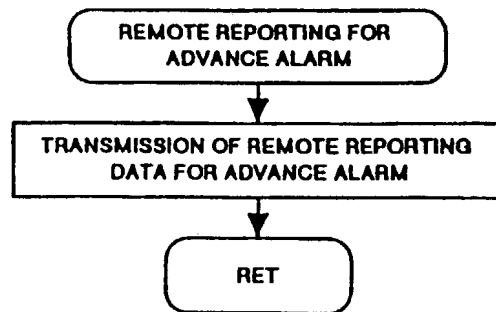 REMOTE REPORTING FOR
ADVANCE ALARM
TRANSMISSION OF REMOTE REPORTING
DATA FOR ADVANCE ALARM
RET